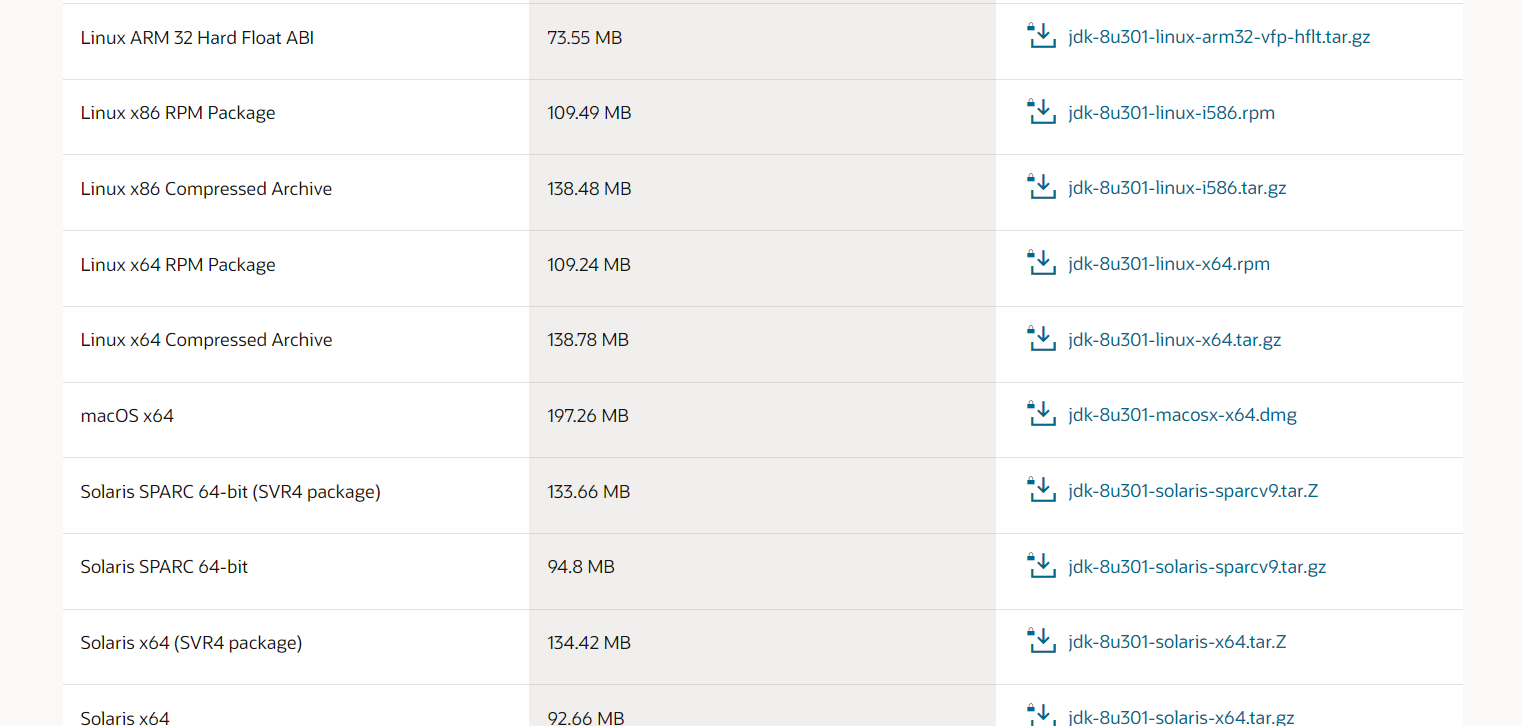 Linux ARM 32 Hard Float ABI 73.55 MB jdk-8u301-linux-arm32-vfp-hflt.tar.gz
Linux x86 RPM Package 109.49 MB jdk-8u301-linux-i586.rpm
Linux x86 Compressed Archive 138.48 MB jdk-8u301-linux-i586.tar.gz
Linux x64 RPM Package 109.24 MB jdk-8u301-linux-x64.rpm
Linux x64 Compressed Archive 138.78 MB jdk-8u301-linux-x64.tar.gz
macOS x64 197.26 MB jdk-8u301-macosx-x64.dmg
Solaris SPARC 64-bit (SVR4 package) 133.66 MB jdk-8u301-solaris-sparcv9.tar.Z
Solaris SPARC 64-bit 94.8 MB jdk-8u301-solaris-sparcv9.tar.gz
Solaris x64 (SVR4 package) 134.42 MB jdk-8u301-solaris-x64.tar.Z
Solaris x64 92.66 MB jdk-8u301-solaris-x64.tar.gz